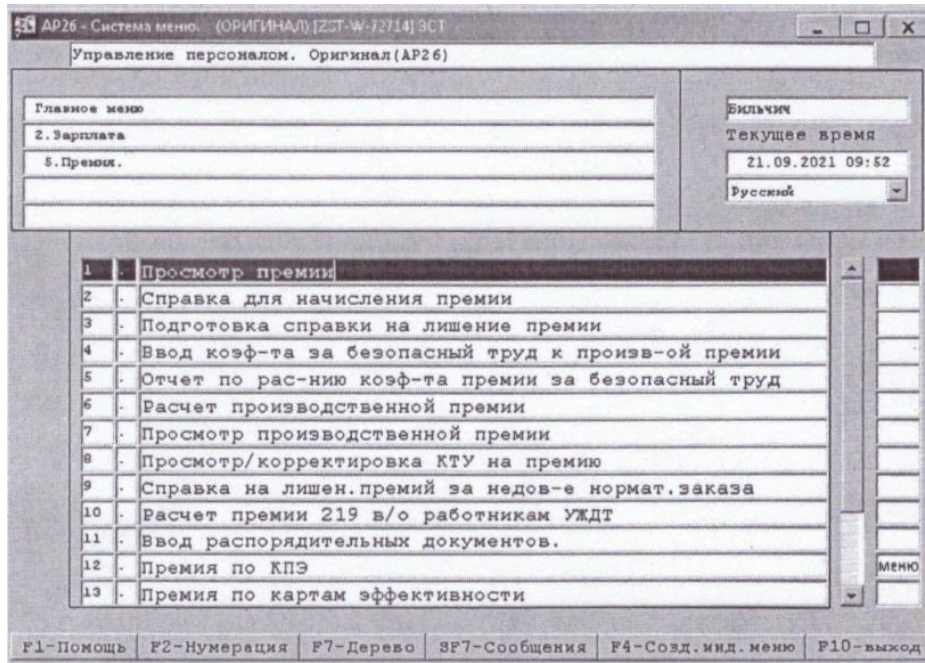 АР26 - Система меню. (ОРИГИНАЛ) [ZST-W-72714] ЭСТ
Управление персоналом. Оригинал(АР26)
Главное меню
2.Зарплата
5.Премия.
Бильчич
Текущее время
21.09.2021 09:52
Русский
1 . Просмотр премии
2 . Справка для начисления премии
3 . Подготовка справки на лишение премии
4 . Ввод коэф-та за безопасный труд к произв-ой премии
5 . Отчет по рас-нию коэф-та премии за безопасный труд
6 . Расчет производственной премии
7 . Просмотр производственной премии
8 . Просмотр/корректировка КТУ на премию
9 . Справка на лишен.премий за недов-е нормат.заказа
10 . Расчет премии 219 в/о работникам УЖДТ
11 . Ввод распорядительных документов.
12 . Премия по КПЭ меню
13 . Премия по картам эффективности
F1-Помощь F2-Нумерация F7-Дерево SF7-Сообщения F4-Созд.инд.меню F10-выход